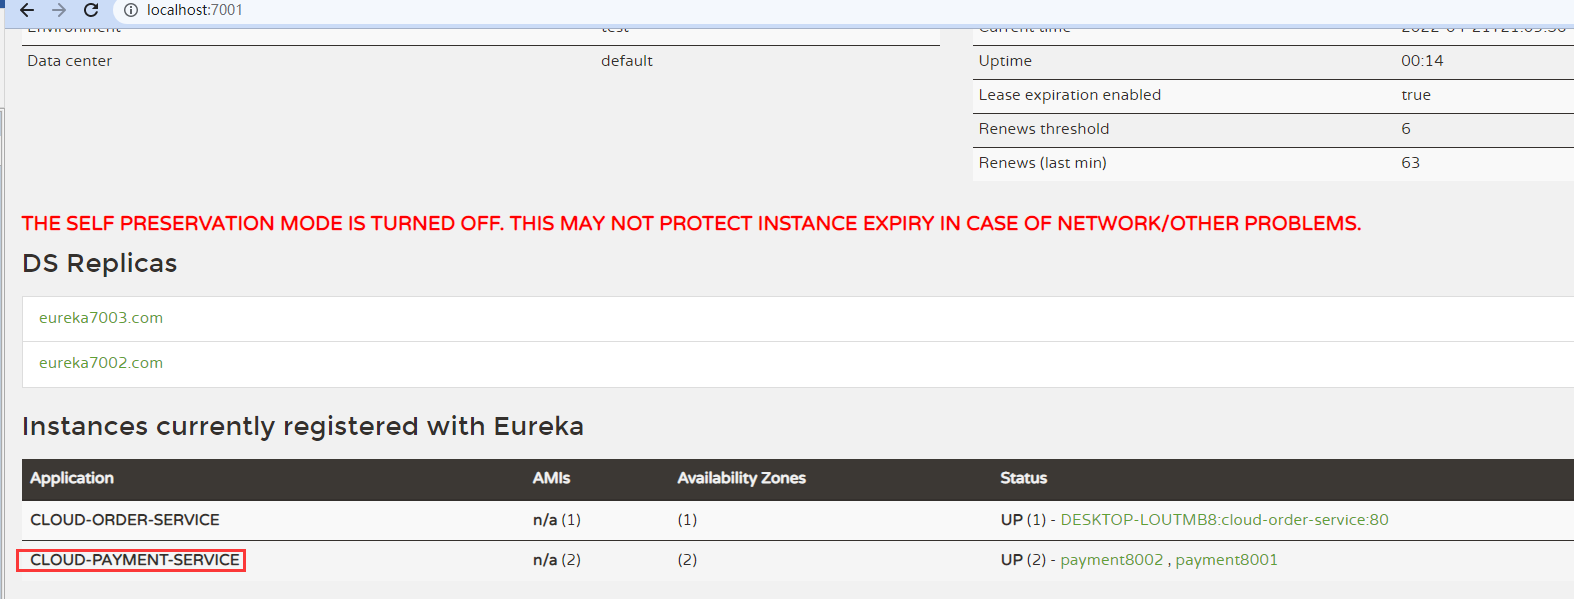 localhost:7001
Environment test
Current time
Data center default
Uptime 00:14
Lease expiration enabled true
Renews threshold 6
Renews (last min) 63
THE SELF PRESERVATION MODE IS TURNED OFF. THIS MAY NOT PROTECT INSTANCE EXPIRY IN CASE OF NETWORK/OTHER PROBLEMS.
DS Replicas
eureka7003.com
eureka7002.com
Instances currently registered with Eureka
Application AMIs Availability Zones Status
CLOUD-ORDER-SERVICE n/a (1) (1) UP (1) - DESKTOP-LOUTMB8:cloud-order-service:80
CLOUD-PAYMENT-SERVICE n/a (2) (2) UP (2) - payment8002 , payment8001